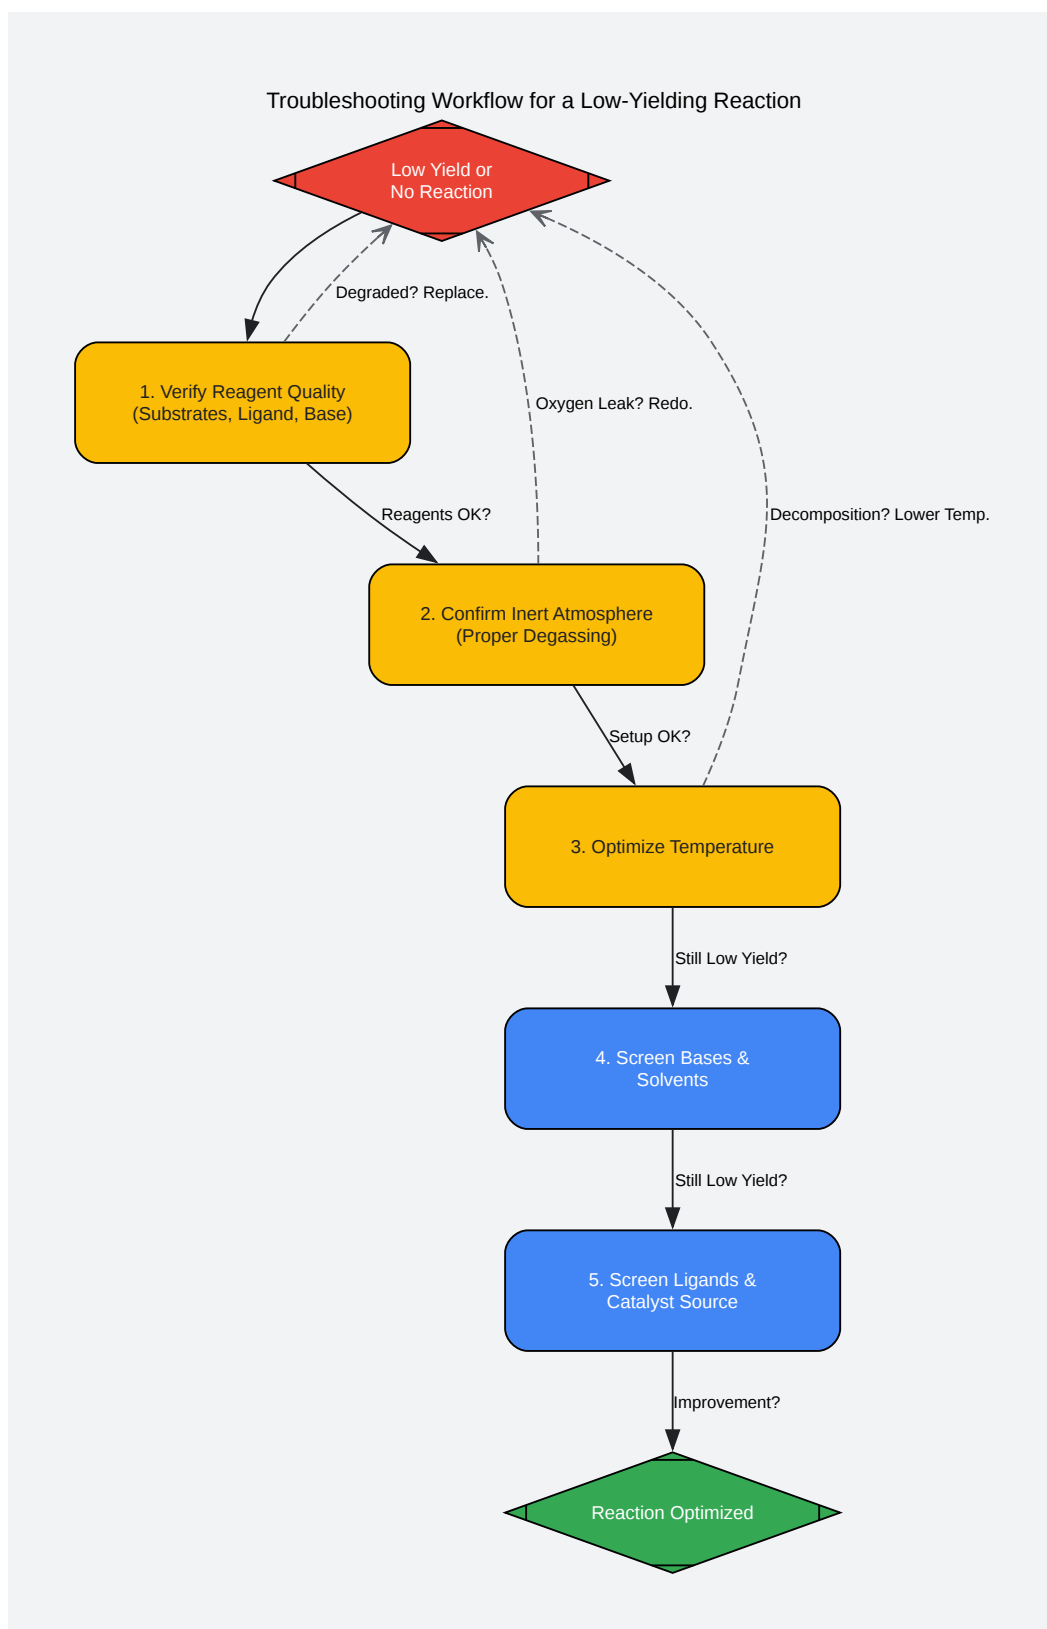 Troubleshooting Workflow for a Low-Yielding Reaction
Low Yield or
No Reaction
Degraded? Replace.
1. Verify Reagent Quality
(Substrates, Ligand, Base)
Oxygen Leak? Redo.
Reagents OK?
Decomposition? Lower Temp.
2. Confirm Inert Atmosphere
(Proper Degassing)
Setup OK?
3. Optimize Temperature
Still Low Yield?
4. Screen Bases &
Solvents
Still Low Yield?
5. Screen Ligands &
Catalyst Source
Improvement?
Reaction Optimized